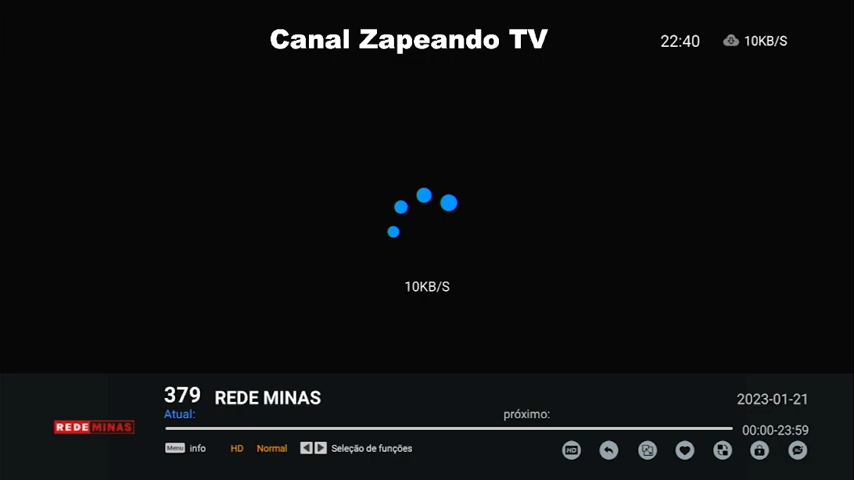 Canal Zapeando TV
22:40
10KB/S
10KB/S
379 REDE MINAS
2023-01-21
Atual:
próximo:
REDE MINAS
00:00-23:59
Menu info HD Normal Seleção de funções
HD